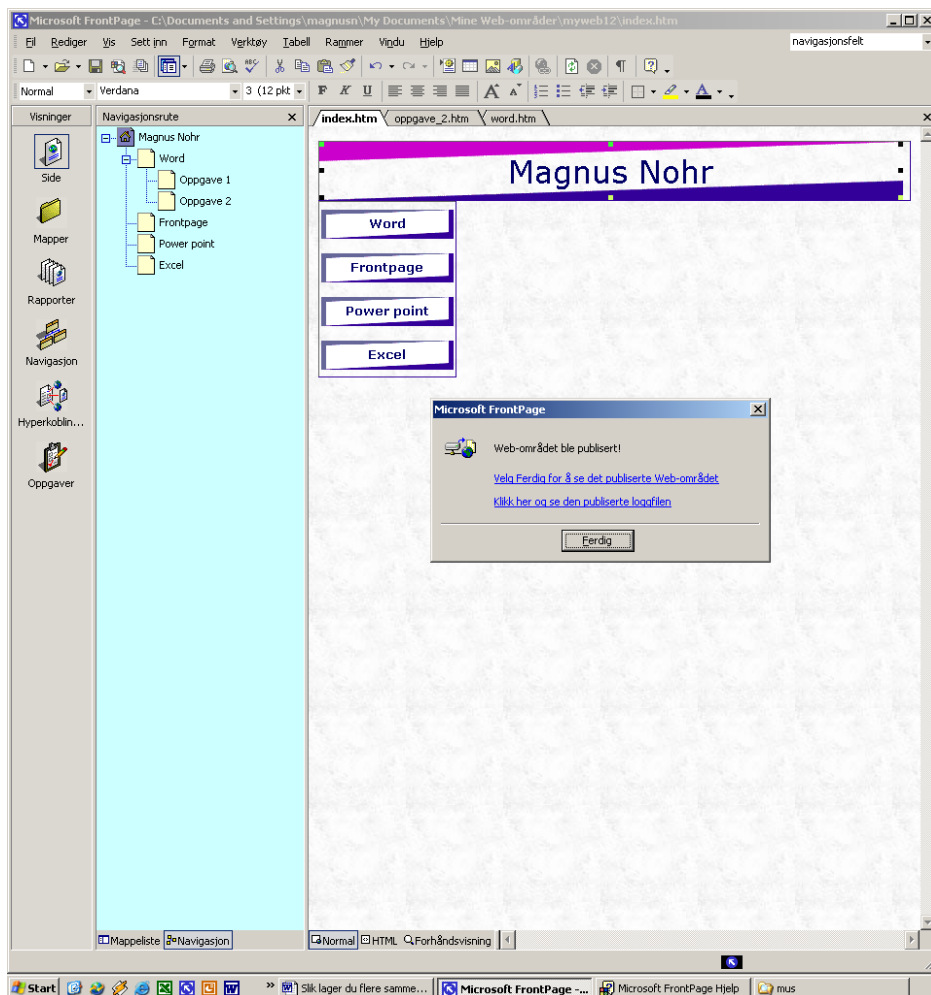 Microsoft FrontPage - C:\Documents and Settings\magnusn\My Documents\Mine Web-områder\myweb12\index.htm
Fil Rediger Vis Sett inn Format Verktøy Tabell Rammer Vindu Hjelp navigasjonsfelt
Normal Verdana 3 (12 pkt F K U A A A
Visninger
Navigasjonsrute
index.htm oppgave_2.htm word.htm
Side
Mapper
Rapporter
Navigasjon
Hyperkoblin...
Oppgaver
Magnus Nohr
Word
Oppgave 1
Oppgave 2
Frontpage
Power point
Excel
Magnus Nohr
Word
Frontpage
Power point
Excel
Microsoft FrontPage
Web-området ble publisert!
Velg Ferdig for å se det publiserte Web-området
Klikk her og se den publiserte loggfilen
Ferdig
Mappeliste Navigasjon Normal HTML Forhåndsvisning
Start » Slik lager du flere samme... Microsoft FrontPage -... Microsoft FrontPage Hjelp mus